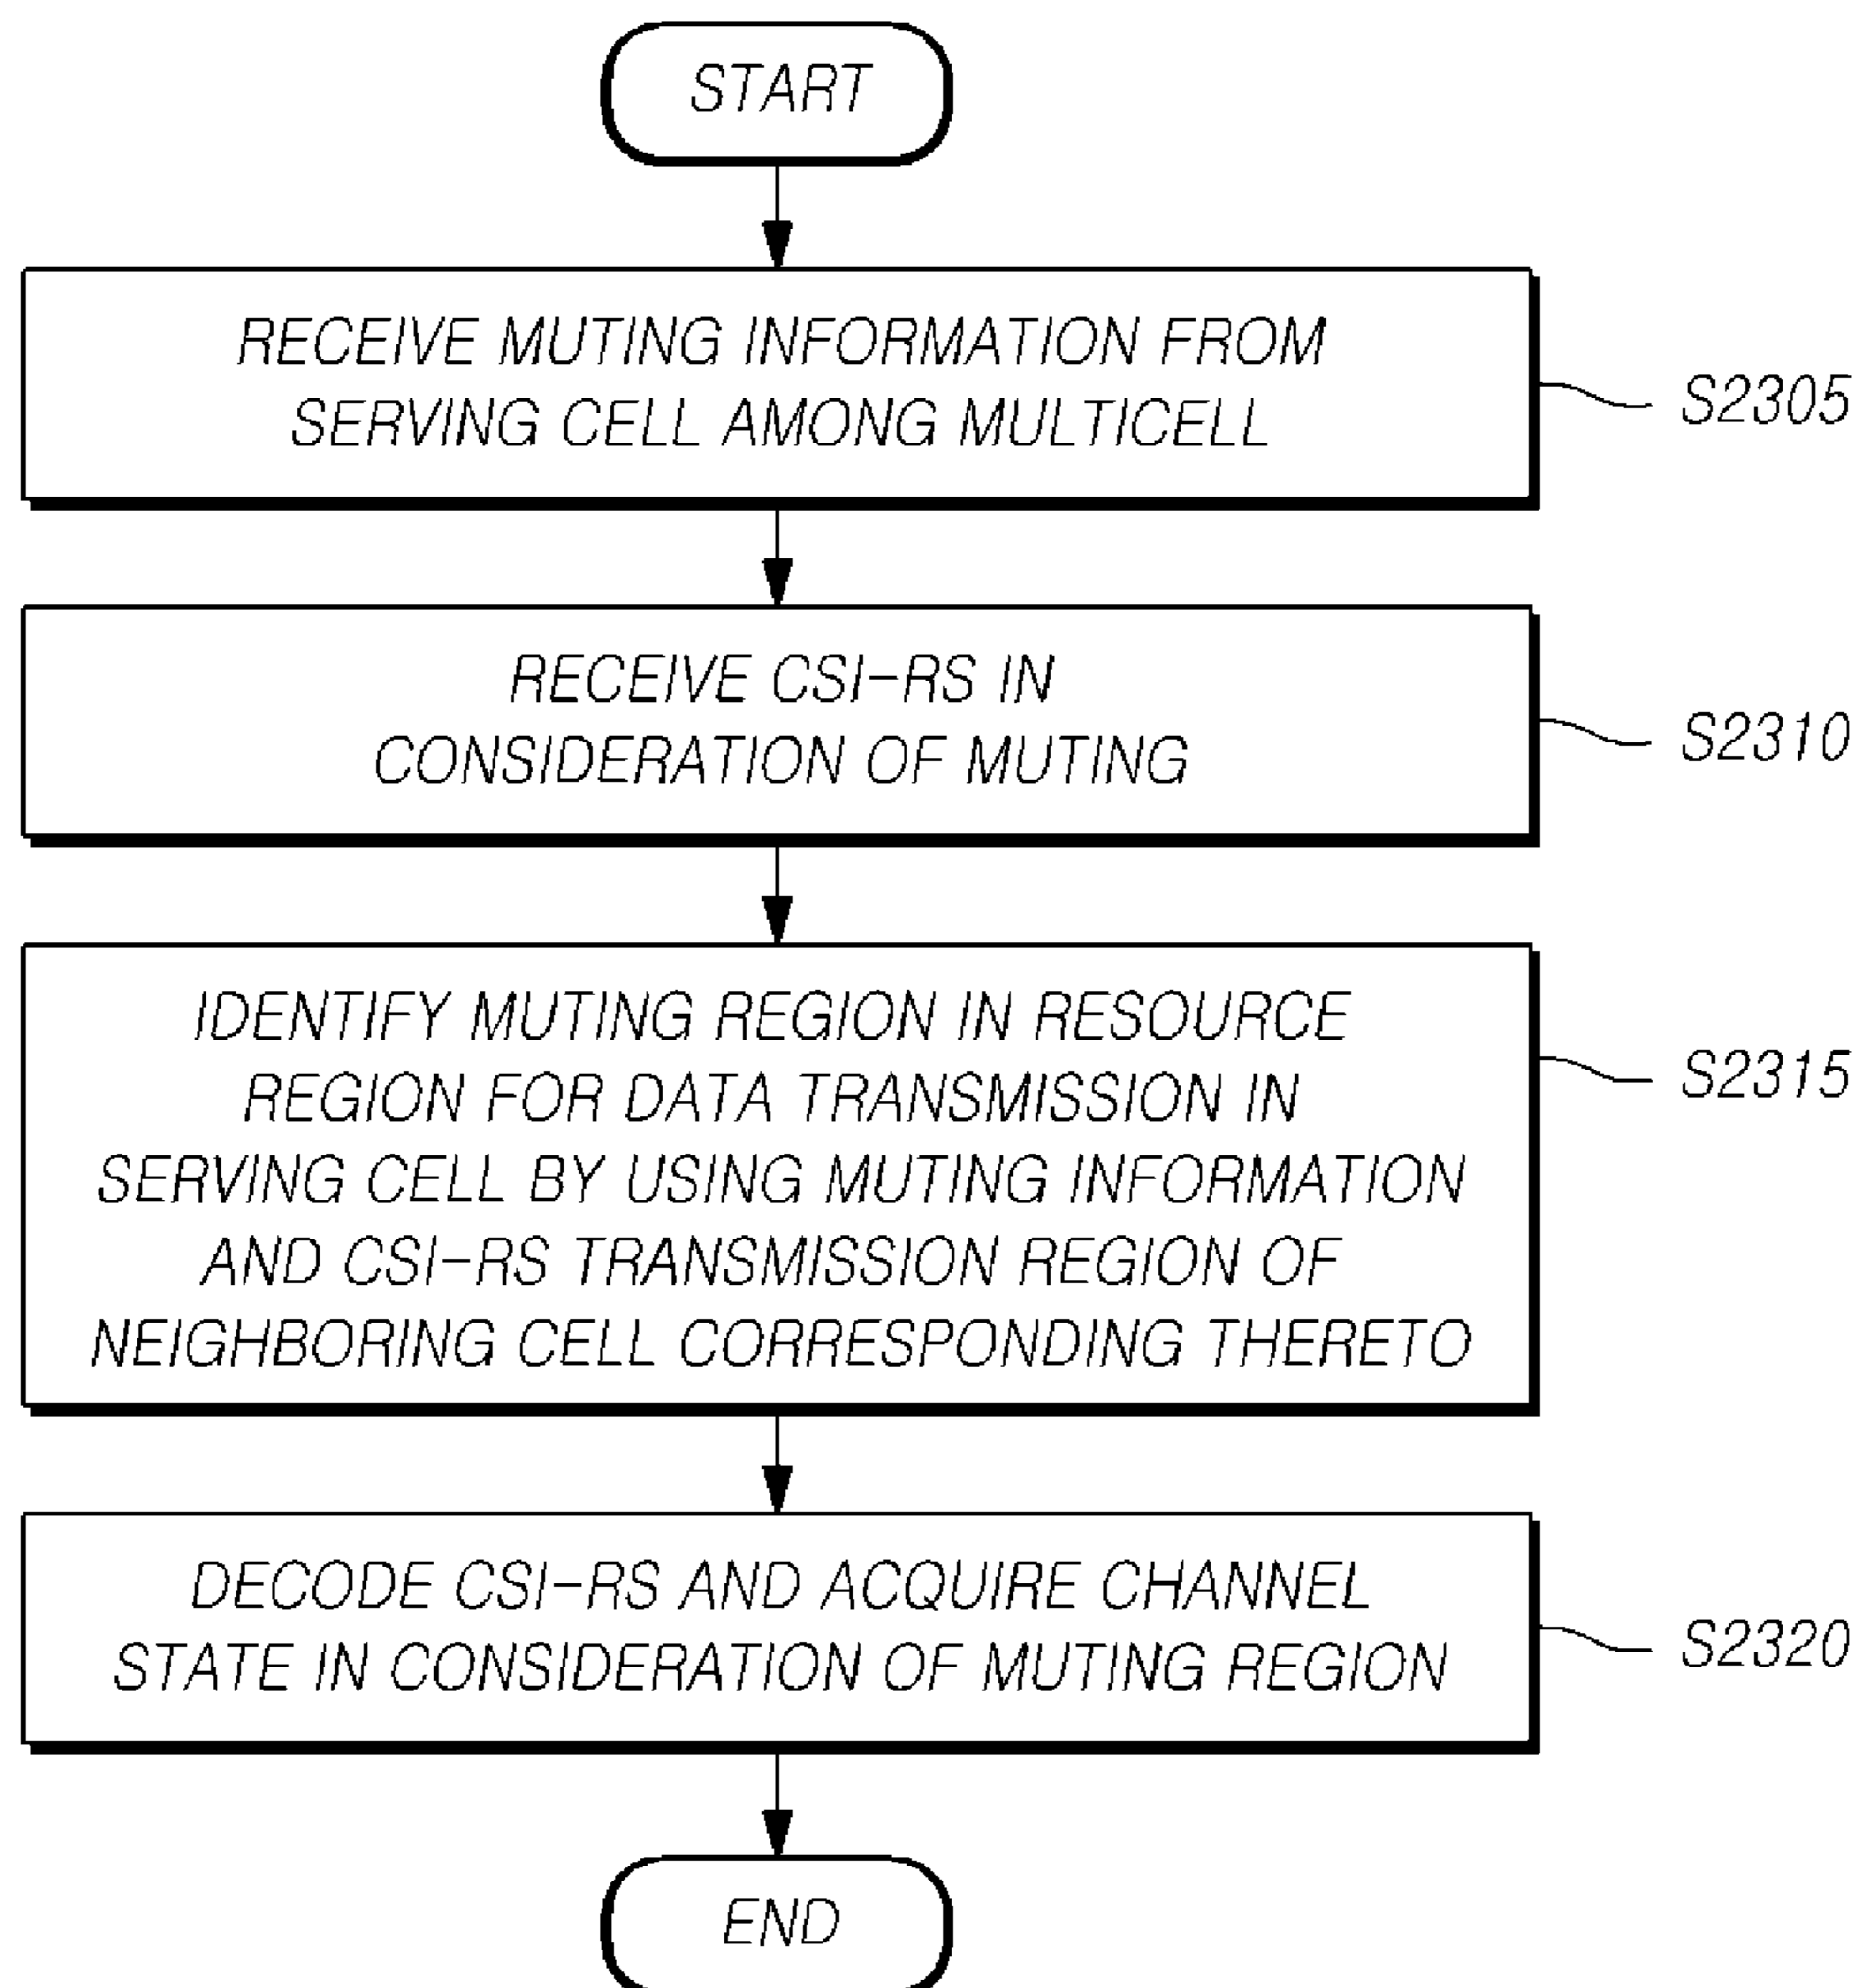 START
RECEIVE MUTING INFORMATION FROM
SERVING CELL AMONG MULTICELL
S2305
RECEIVE CSI-RS IN
CONSIDERATION OF MUTING
S2310
IDENTIFY MUTING REGION IN RESOURCE
REGION FOR DATA TRANSMISSION IN
SERVING CELL BY USING MUTING INFORMATION
AND CSI-RS TRANSMISSION REGION OF
NEIGHBORING CELL CORRESPONDING THERETO
S2315
DECODE CSI-RS AND ACQUIRE CHANNEL
STATE IN CONSIDERATION OF MUTING REGION
S2320
END